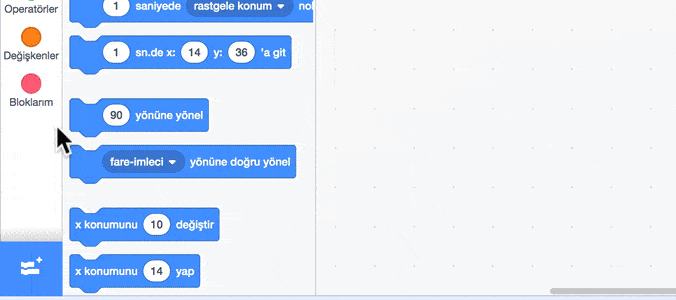 Operatörler
Değişkenler
Bloklarım
1 saniyede rastgele konum
1 sn.de x: 14 y: 36 'a git
90 yönüne yönel
fare-imleci yönüne doğru yönel
x konumunu 10 değiştir
x konumunu 14 yap